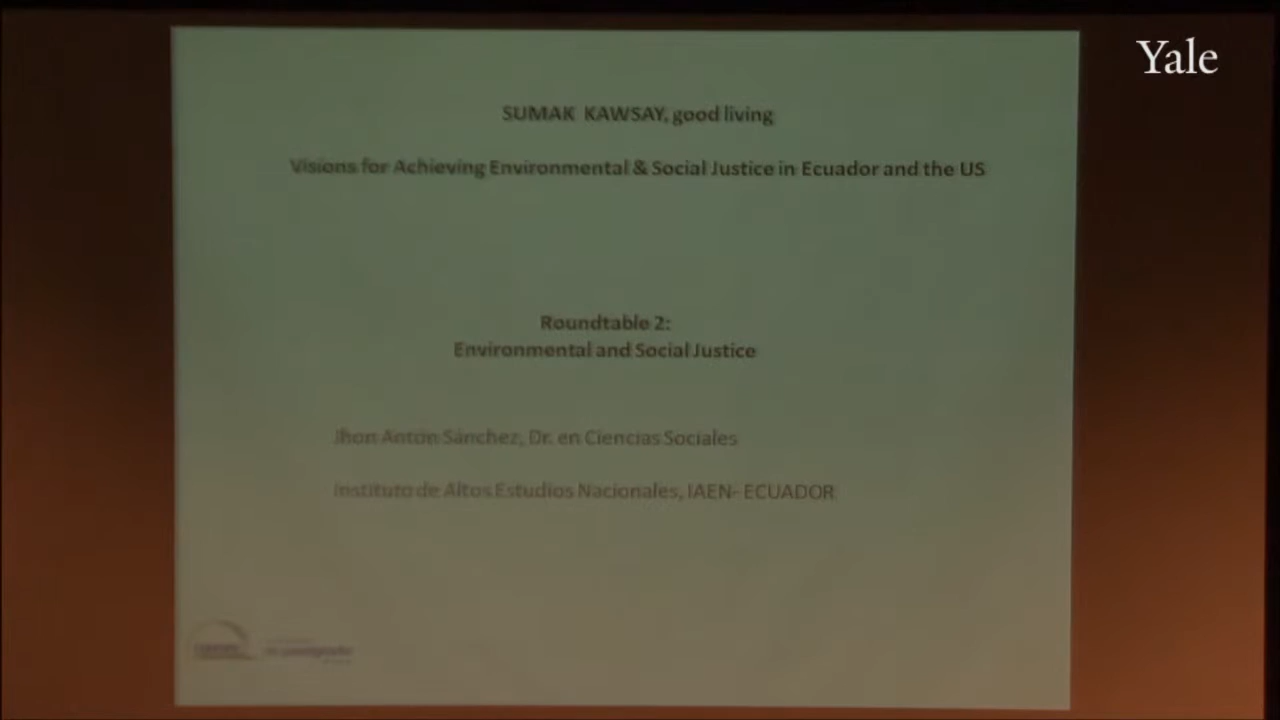 Yale
SUMAK KAWSAY, good living
Visions for Achieving Environmental & Social Justice in Ecuador and the US
Roundtable 2:
Environmental and Social Justice
Jhon Antón Sánchez, Dr. en Ciencias Sociales
Instituto de Altos Estudios Nacionales, IAEN- ECUADOR